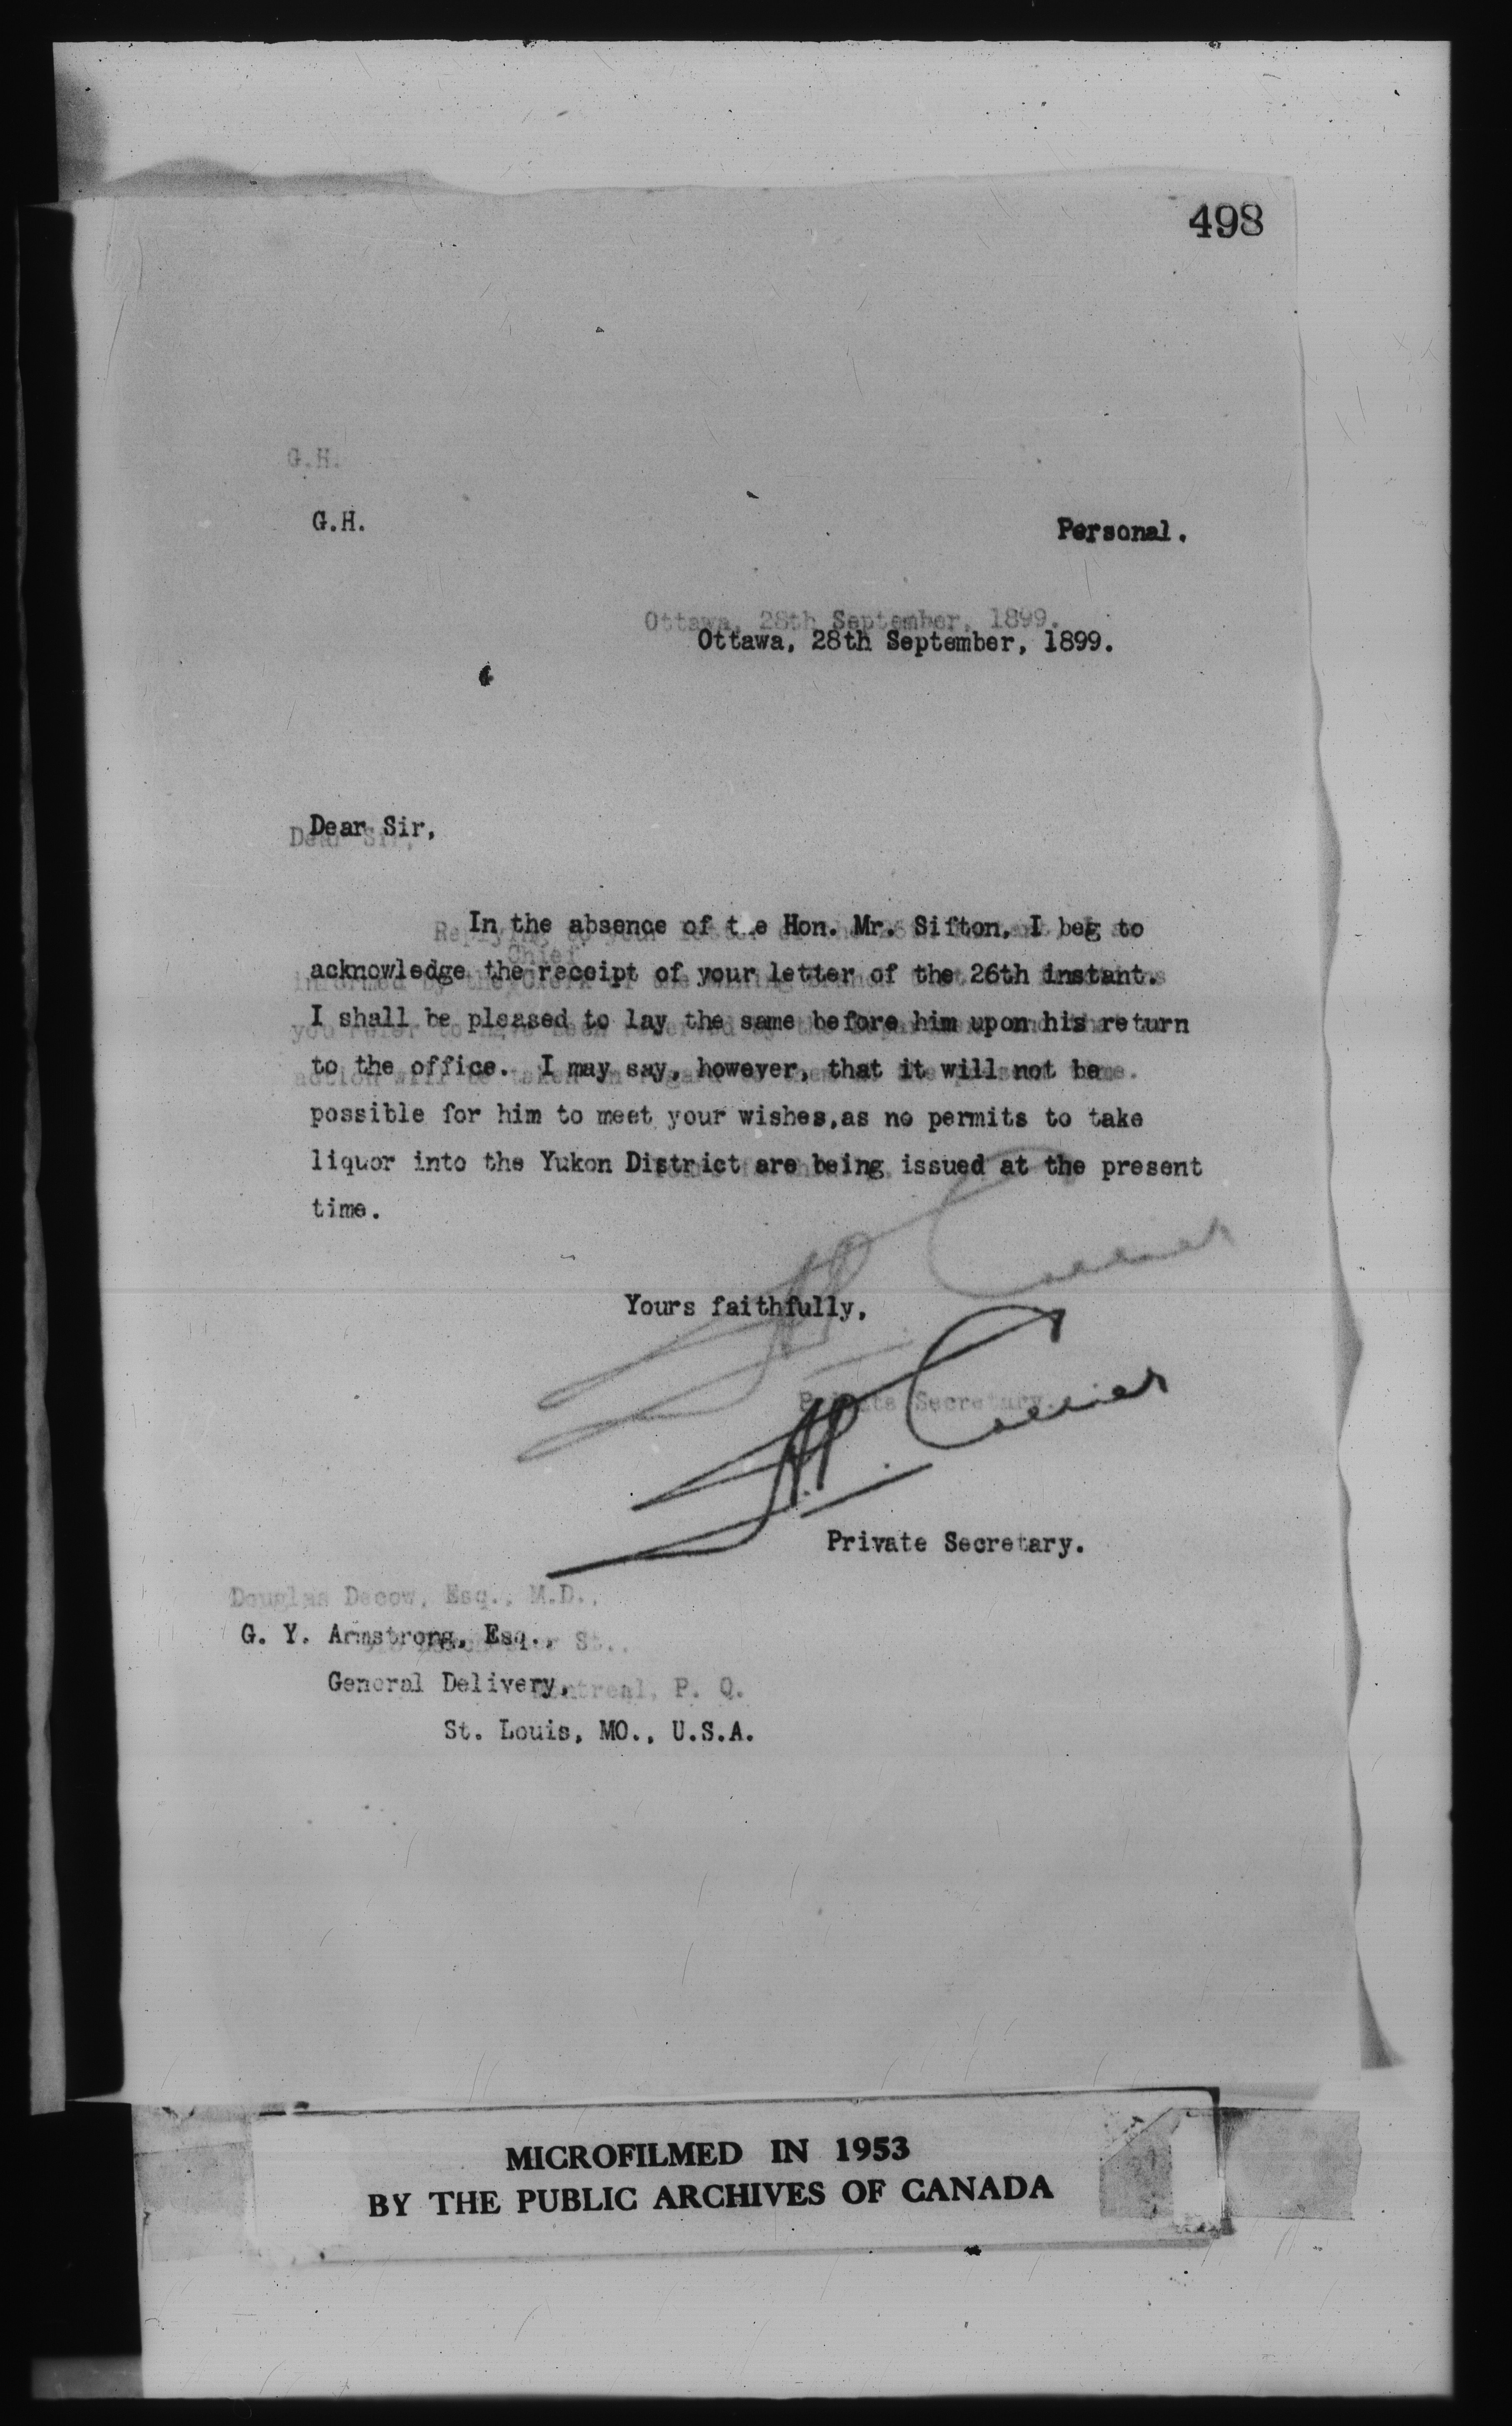 498
G.H.
G.H.
Personal.
Ottawa, 28th September, 1899.
Ottawa, 28th September, 1899.
Dear Sir,
Dear Sir,
In the absence of the Hon. Mr. Sifton, I beg to
acknowledge the receipt of your letter of the 26th instant.
I shall be pleased to lay the same before him upon his return
to the office. I may say, however, that it will not be
possible for him to meet your wishes, as no permits to take
liquor into the Yukon District are being issued at the present
time.
Yours faithfully,
Private Secretary.
Private Secretary.
Douglas Decow, Esq., M.D.,
G. Y. Armstrong, Esq.,
General Delivery,
Montreal, P. Q.
St. Louis, MO., U.S.A.
MICROFILMED IN 1953
BY THE PUBLIC ARCHIVES OF CANADA